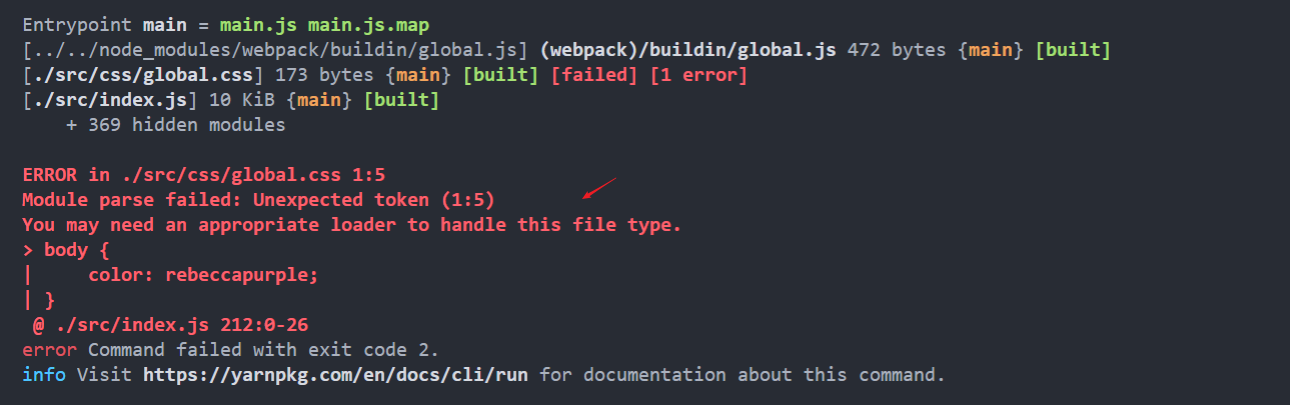 Entrypoint main = main.js main.js.map
[../../node_modules/webpack/buildin/global.js] (webpack)/buildin/global.js 472 bytes {main} [built]
[./src/css/global.css] 173 bytes {main} [built] [failed] [1 error]
[./src/index.js] 10 KiB {main} [built]
    + 369 hidden modules
ERROR in ./src/css/global.css 1:5
Module parse failed: Unexpected token (1:5)
You may need an appropriate loader to handle this file type.
> body {
|     color: rebeccapurple;
| }
 @ ./src/index.js 212:0-26
error Command failed with exit code 2.
info Visit https://yarnpkg.com/en/docs/cli/run for documentation about this command.